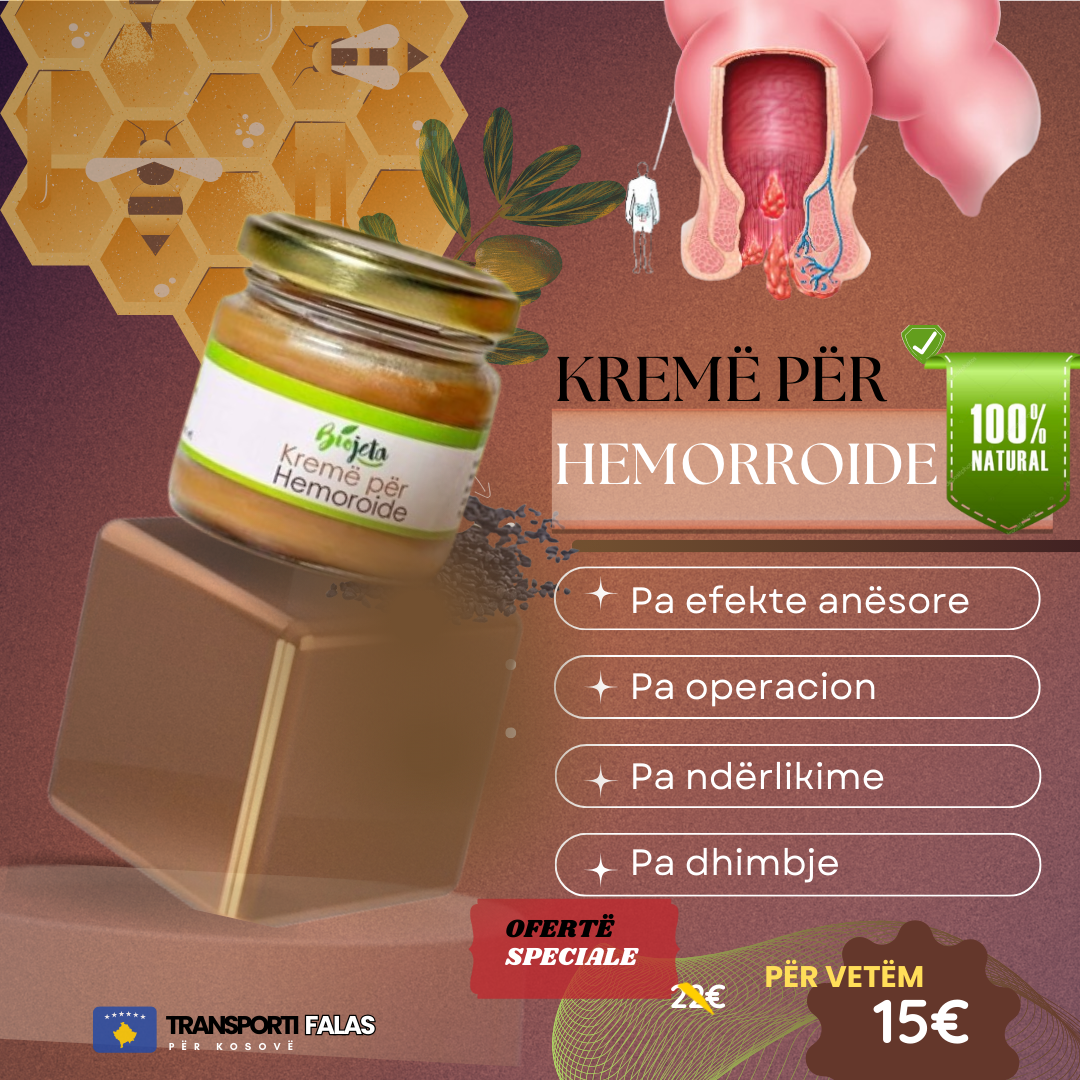 KREMË PËR
HEMORROIDE
100%
NATURAL
Biojeta
Kremë për
Hemoroide
Pa efekte anësore
Pa operacion
Pa ndërlikime
Pa dhimbje
OFERTË
SPECIALE
22€
PËR VETËM
15€
TRANSPORTI FALAS
PËR KOSOVË